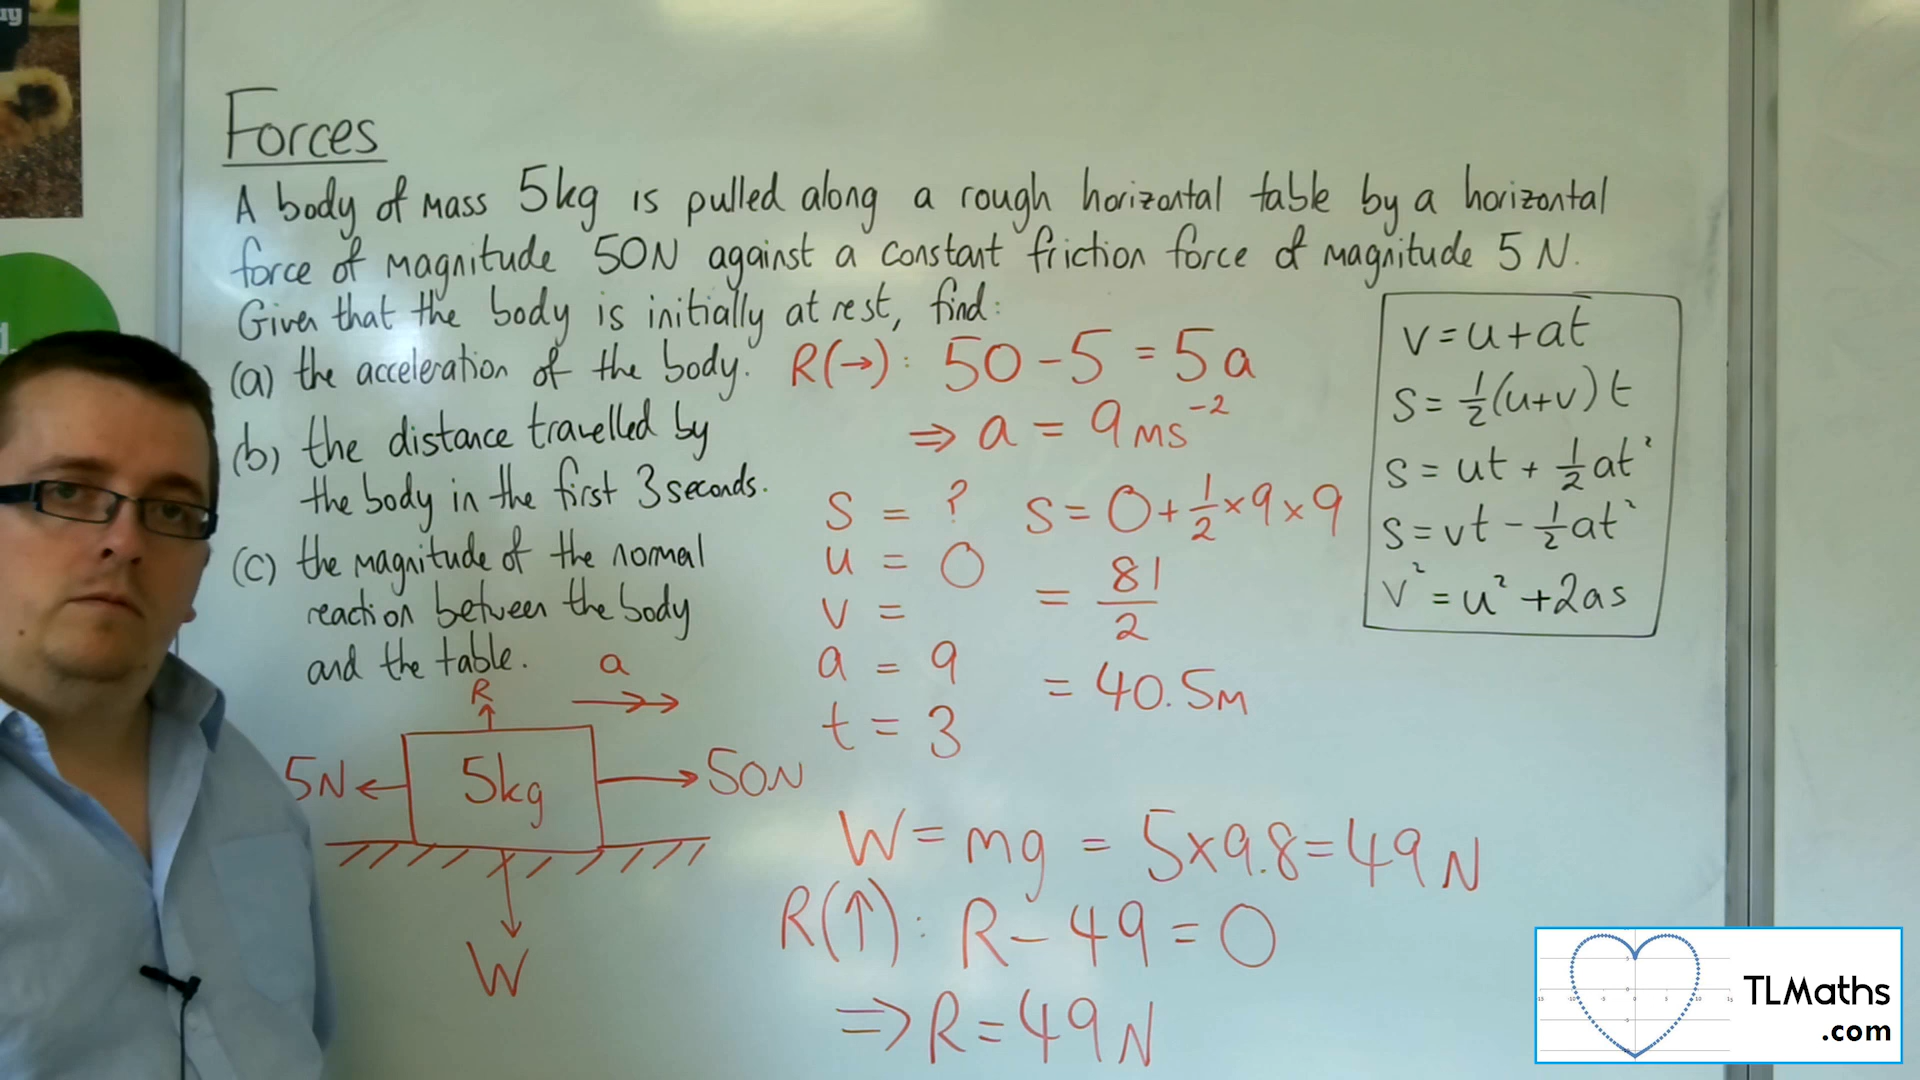 Forces
A body of mass 5kg is pulled along a rough horizontal table by a horizontal
force of magnitude 50N against a constant friction force of magnitude 5 N.
Given that the body is initially at rest, find:
(a) the acceleration of the body.
(b) the distance travelled by
the body in the first 3 seconds.
(c) the magnitude of the normal
reaction between the body
and the table.
R(→): 50 - 5 = 5a
⇒ a = 9ms⁻²
s = ?
u = 0
v =
a = 9
t = 3
s = 0 + ½ × 9 × 9
= 81/2
= 40.5m
v = u + at
s = ½(u+v)t
s = ut + ½at²
s = vt - ½at²
v² = u² + 2as
a
R
5N
5kg
50N
W
W = mg = 5×9.8 = 49N
R(↑): R - 49 = 0
⇒ R = 49N
TLMaths
.com